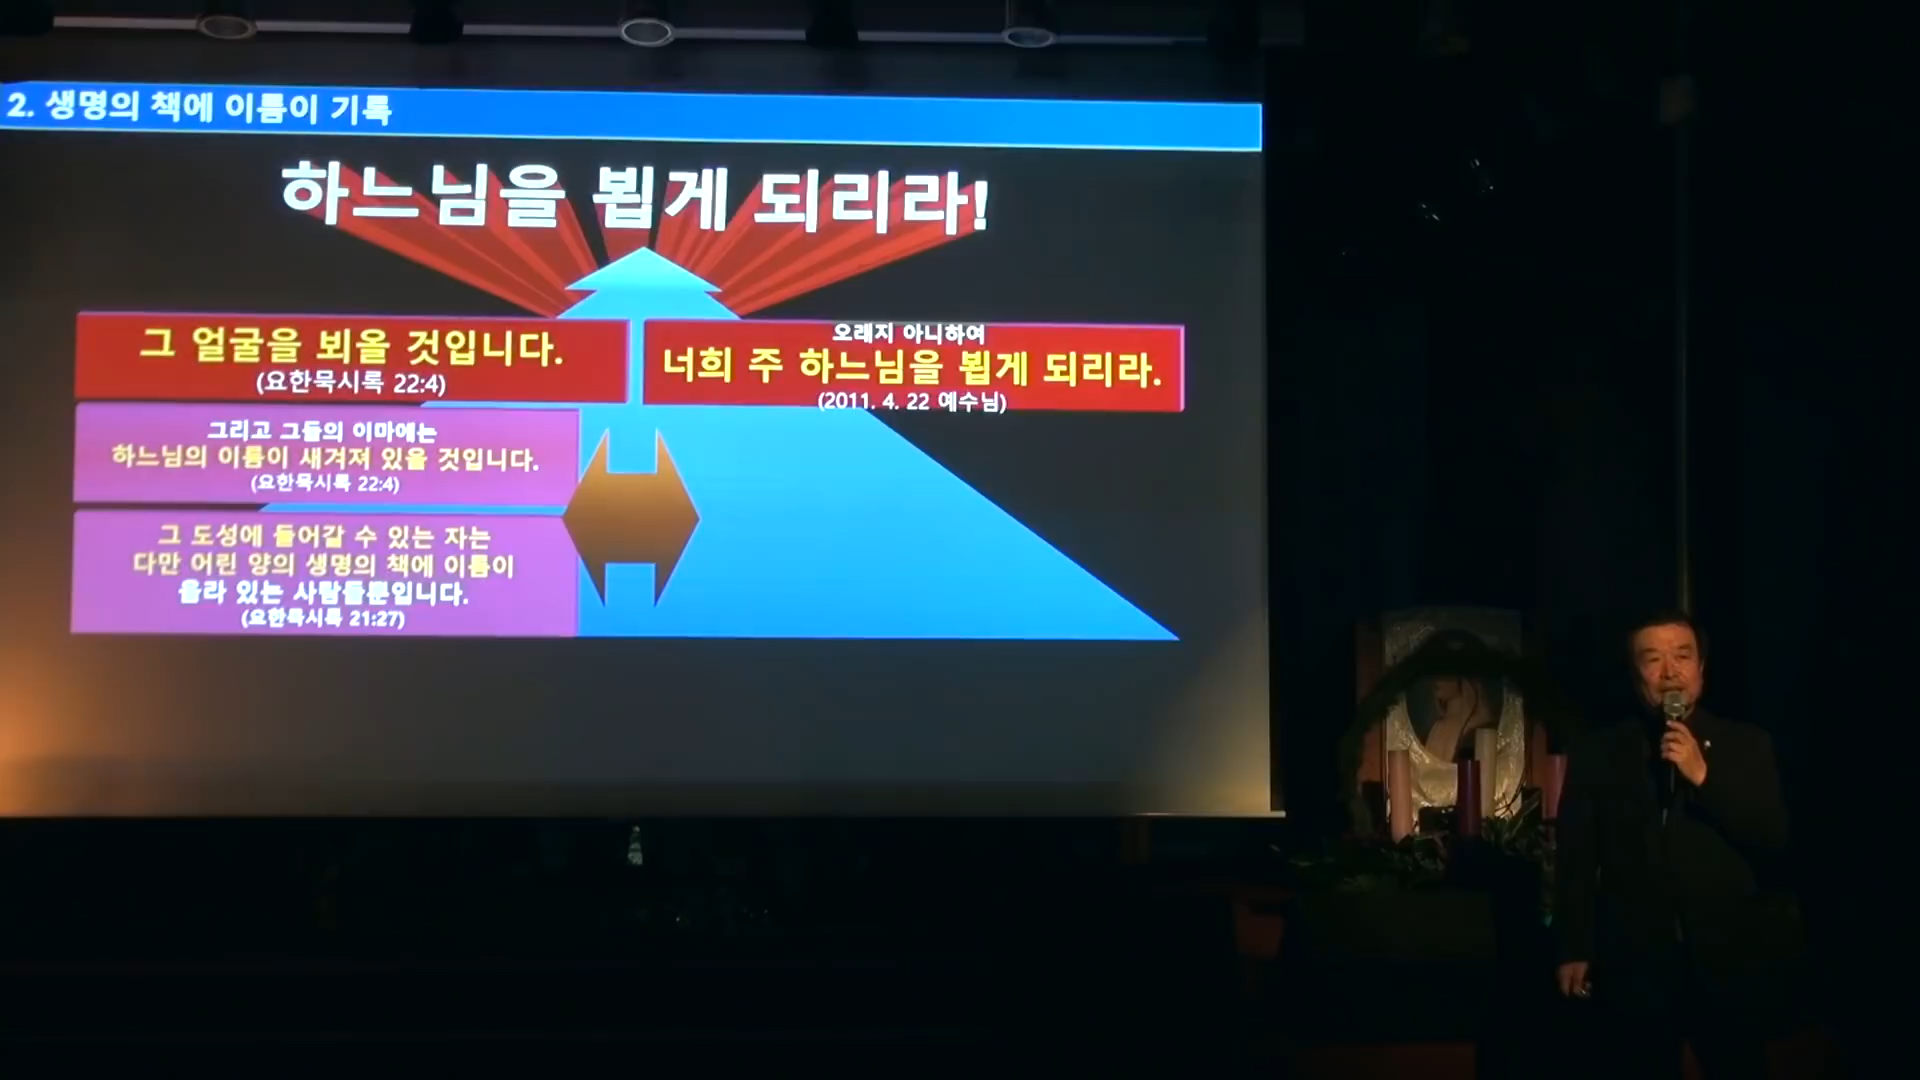 2. 생명의 책에 이름이 기록
하느님을 뵙게 되리라!
그 얼굴을 뵈올 것입니다.
(요한묵시록 22:4)
오래지 아니하여
너희 주 하느님을 뵙게 되리라.
(2011. 4. 22 예수님)
그리고 그들의 이마에는
하느님의 이름이 새겨져 있을 것입니다.
(요한묵시록 22:4)
그 도성에 들어갈 수 있는 자는
다만 어린 양의 생명의 책에 이름이
올라 있는 사람들뿐입니다.
(요한묵시록 21:27)